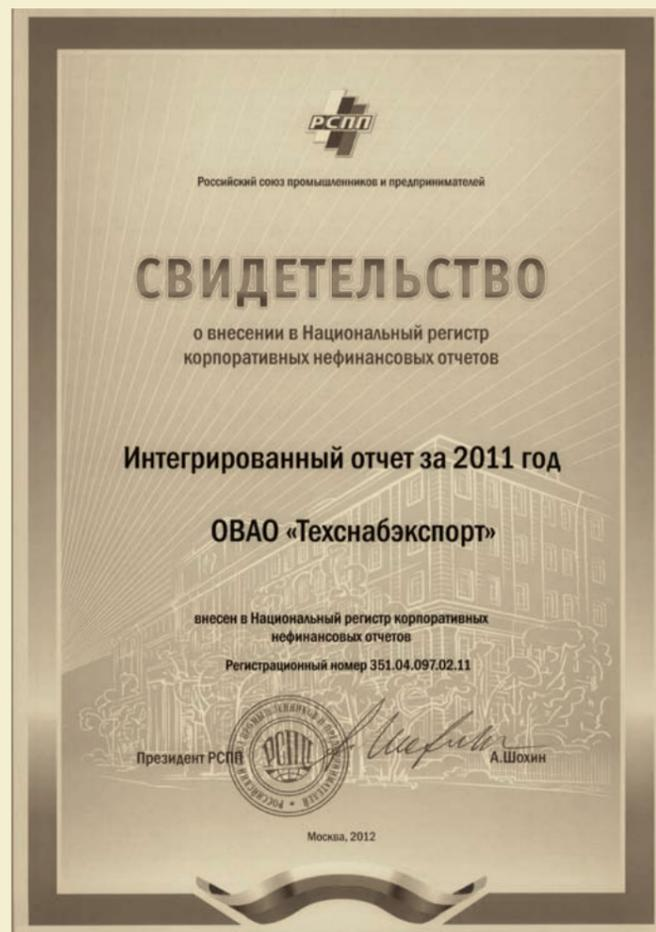 РСПП
Российский союз промышленников и предпринимателей
СВИДЕТЕЛЬСТВО
о внесении в Национальный регистр
корпоративных нефинансовых отчетов
Интегрированный отчет за 2011 год
ОВАО «Техснабэкспорт»
внесен в Национальный регистр корпоративных
нефинансовых отчетов
Регистрационный номер 351.04.097.02.11
Президент РСПП
РСПП
А.Шохин
Москва, 2012